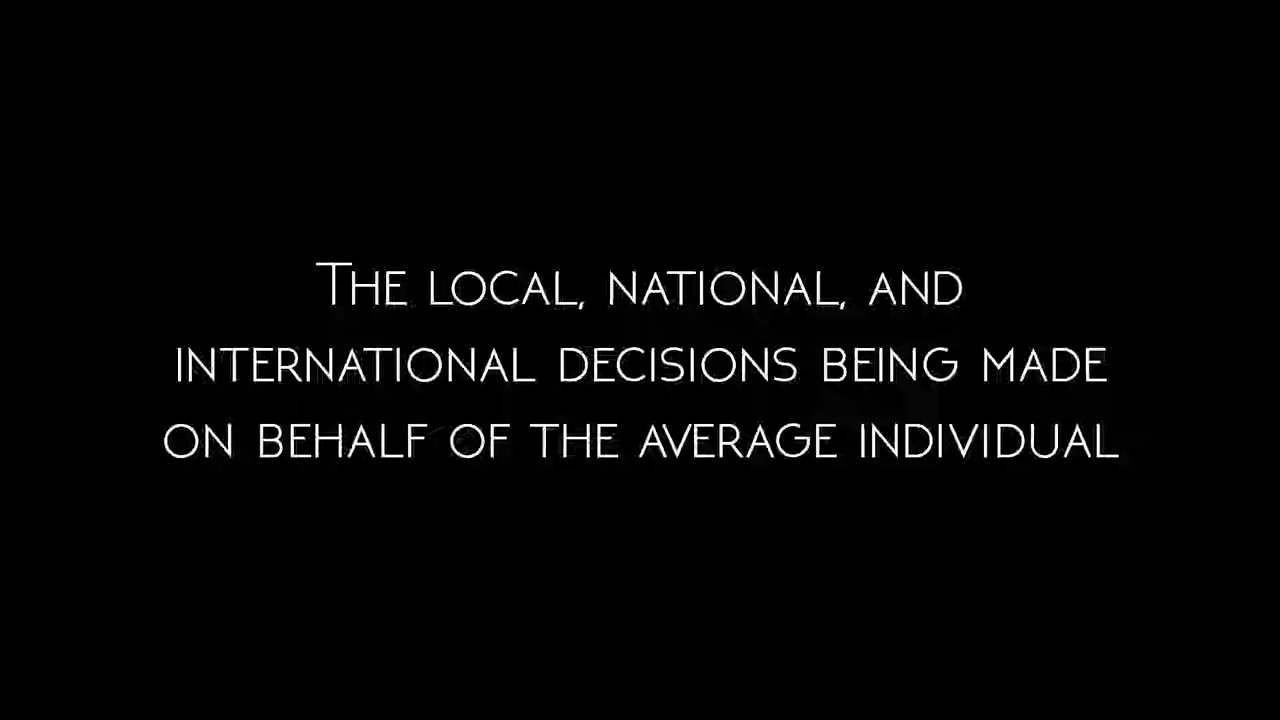 The local, national, and
international decisions being made
on behalf of the average individual